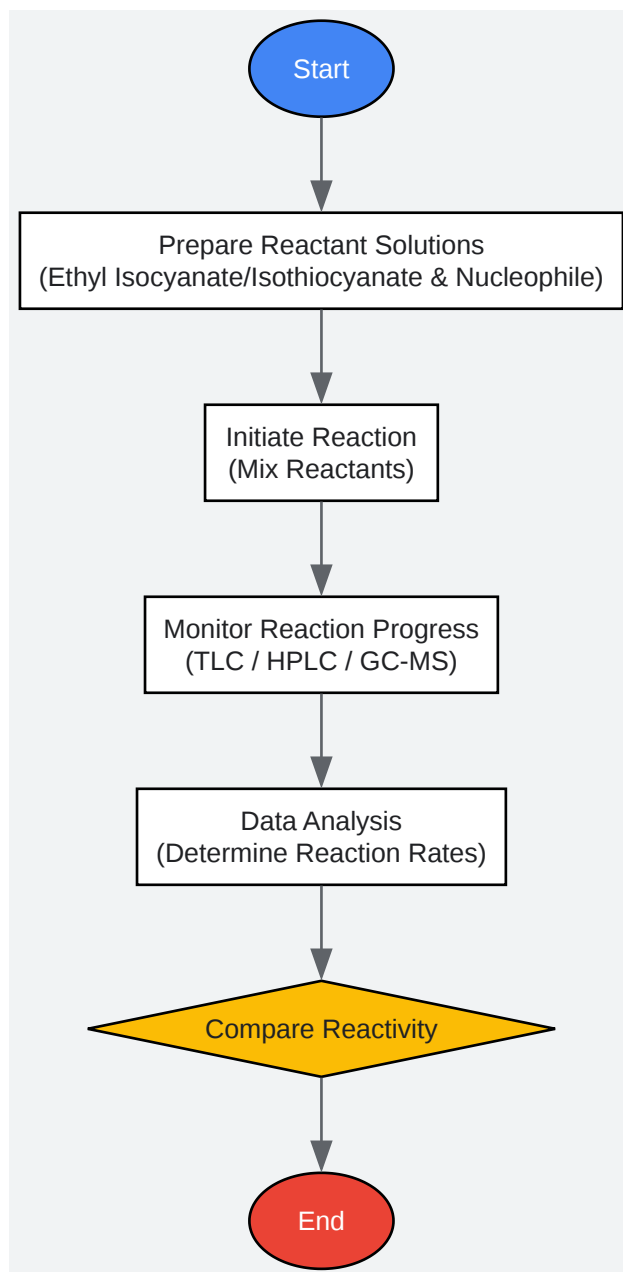 Start
Prepare Reactant Solutions
(Ethyl Isocyanate/Isothiocyanate & Nucleophile)
Initiate Reaction
(Mix Reactants)
Monitor Reaction Progress
(TLC / HPLC / GC-MS)
Data Analysis
(Determine Reaction Rates)
Compare Reactivity
End